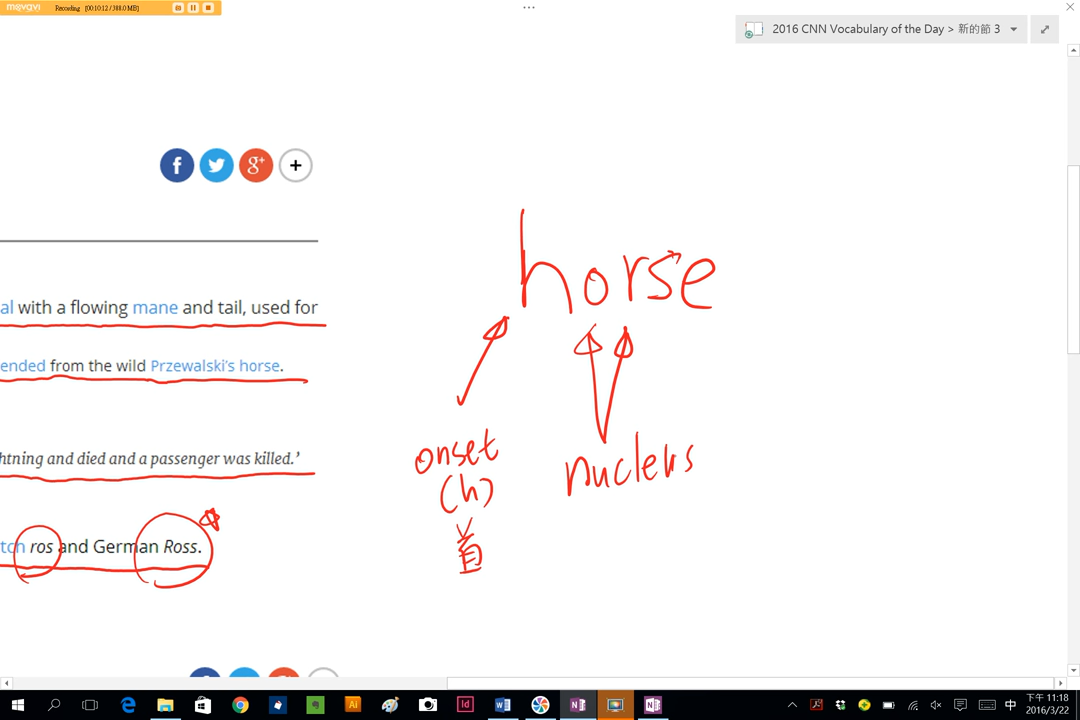 movavi
Recording [00:10:12 / 388.0 MB]
2016 CNN Vocabulary of the Day > 新的節 3
al with a flowing mane and tail, used for
ended from the wild Przewalski's horse.
htning and died and a passenger was killed.'
tch ros and German Ross.
horse
onset
(h)
首
nucleus
下午 11:18
中
2016/3/22